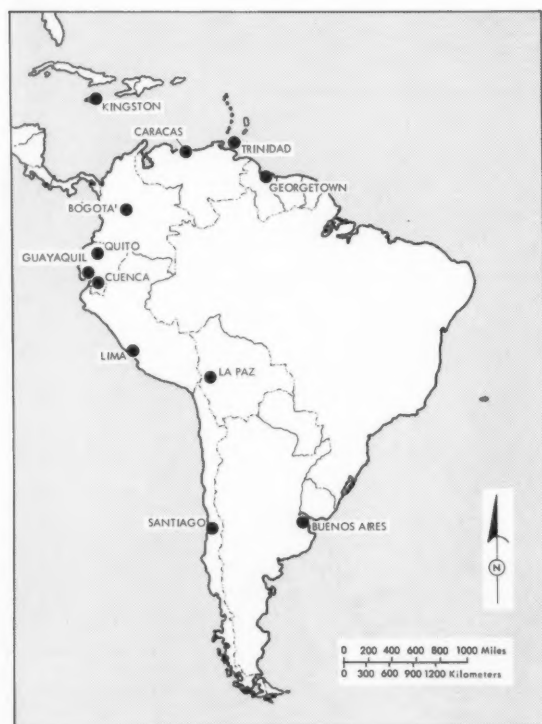 KINGSTON
CARACAS
TRINIDAD
GEORGETOWN
BOGOTA'
QUITO
GUAYAQUIL
CUENCA
LIMA
LA PAZ
SANTIAGO
BUENOS AIRES
N
0 200 400 600 800 1000 Miles
0 300 600 900 1200 Kilometers